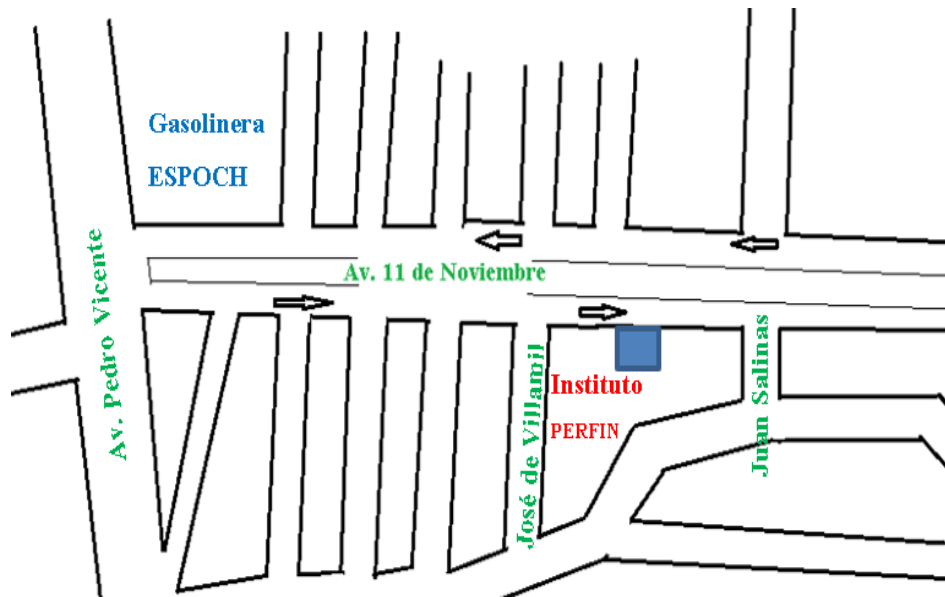 Gasolinera
ESPOCH
Av. 11 de Noviembre
Av. Pedro Vicente
José de Villamil
Instituto
PERFIN
Juan Salinas